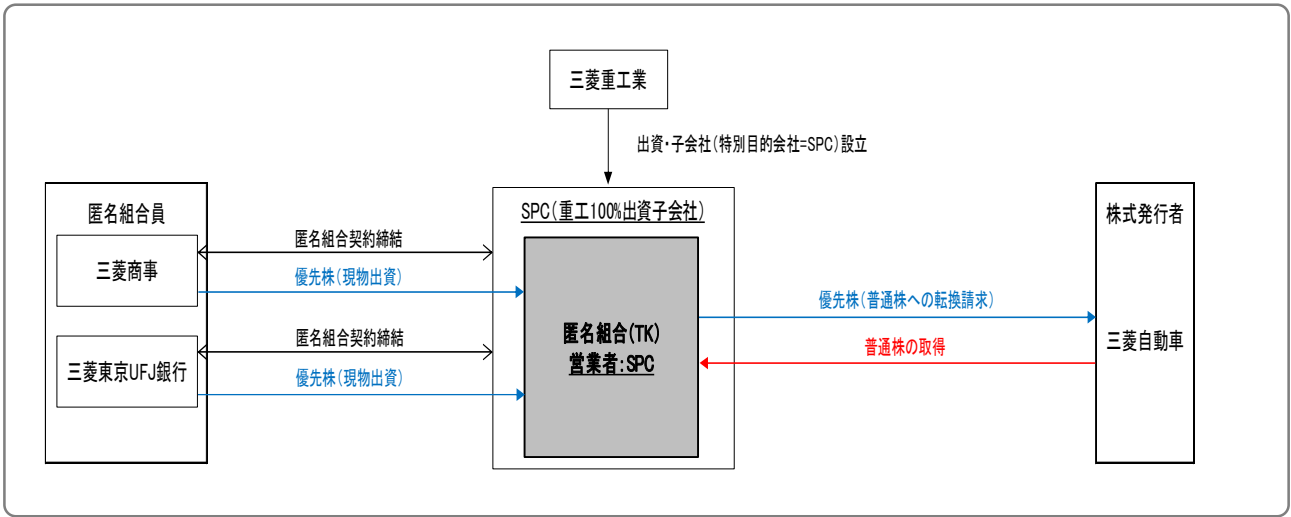 三菱重工業
出資・子会社(特別目的会社=SPC)設立
匿名組合員
三菱商事
三菱東京UFJ銀行
匿名組合契約締結
優先株(現物出資)
匿名組合契約締結
優先株(現物出資)
SPC(重工100%出資子会社)
匿名組合(TK)
営業者:SPC
優先株(普通株への転換請求)
普通株の取得
株式発行者
三菱自動車